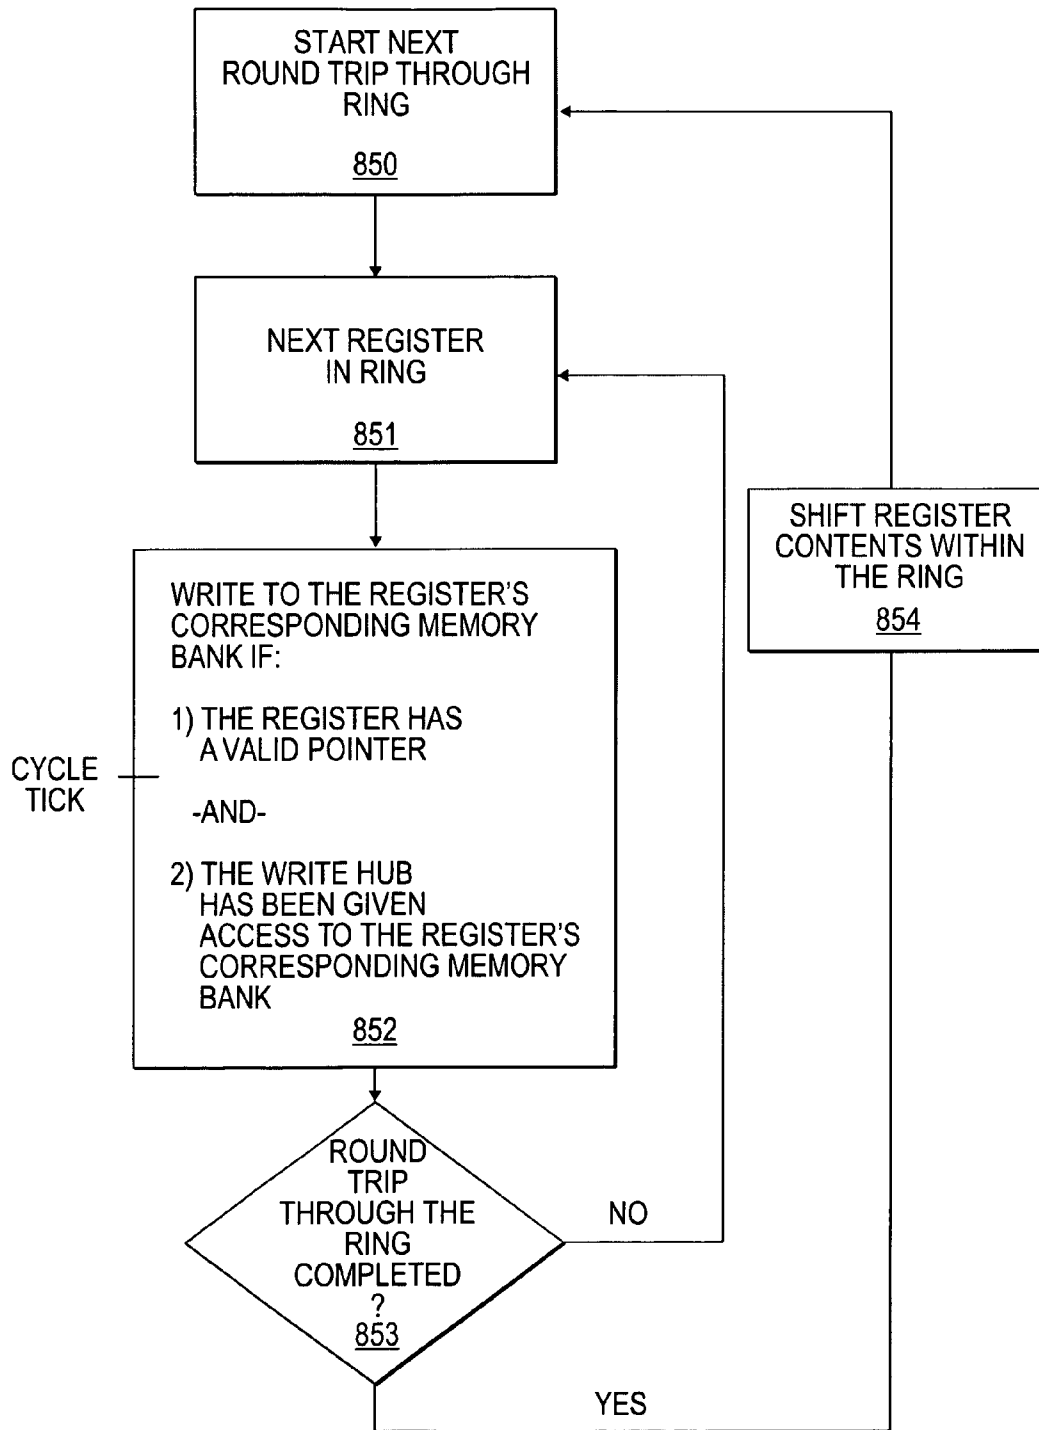 START NEXT
ROUND TRIP THROUGH
RING
850
NEXT REGISTER
IN RING
851
SHIFT REGISTER
CONTENTS WITHIN
THE RING
854
WRITE TO THE REGISTER'S
CORRESPONDING MEMORY
BANK IF:
1) THE REGISTER HAS
A VALID POINTER
-AND-
2) THE WRITE HUB
HAS BEEN GIVEN
ACCESS TO THE REGISTER'S
CORRESPONDING MEMORY
BANK
852
CYCLE
TICK
ROUND
TRIP
THROUGH THE
RING
COMPLETED
?
853
NO
YES